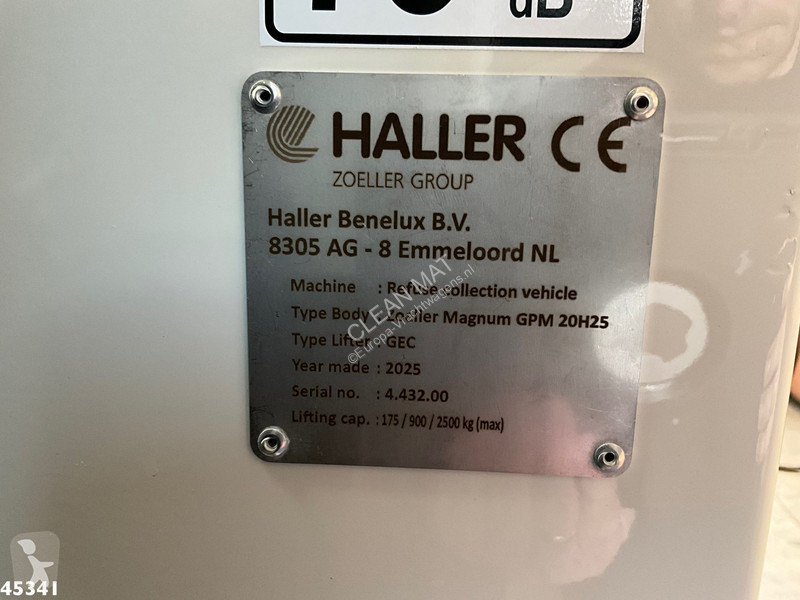 dB
HALLER CE
ZOELLER GROUP
Haller Benelux B.V.
8305 AG - 8 Emmeloord NL
Machine : Refuse collection vehicle
Type Body : Zoeller Magnum GPM 20H25
Type Lifter : GEC
Year made : 2025
Serial no. : 4.432.00
Lifting cap. : 175 / 900 / 2500 kg (max)
CLEAN MAT
©Europa-Vrachtwagens.nl
45341